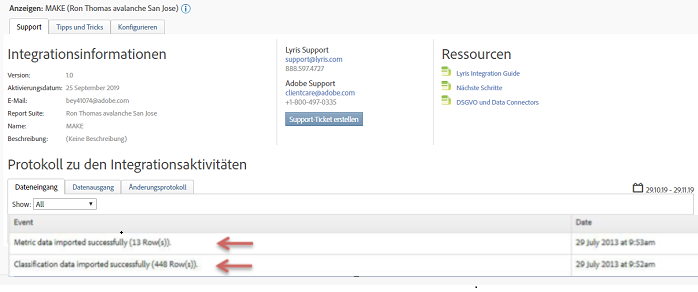 Anzeigen: MAKE (Ron Thomas avalanche San Jose)
Support
Tipps und Tricks
Konfigurieren
Integrationsinformationen
Version: 1.0
Aktivierungsdatum: 25 September 2019
E-Mail: bey41074@adobe.com
Report Suite: Ron Thomas avalanche San Jose
Name: MAKE
Beschreibung: (Keine Beschreibung)
Lyris Support
support@lyris.com
888.597.4727
Adobe Support
clientcare@adobe.com
+1-800-497-0335
Support-Ticket erstellen
Ressourcen
Lyris Integration Guide
Nächste Schritte
DSGVO und Data Connectors
Protokoll zu den Integrationsaktivitäten
Dateneingang
Datenausgang
Änderungsprotokoll
29.10.19 - 29.11.19
Show: All
Event Date
Metric data imported successfully (13 Row(s)). 29 July 2013 at 9:53am
Classification data imported successfully (448 Row(s)). 29 July 2013 at 9:52am